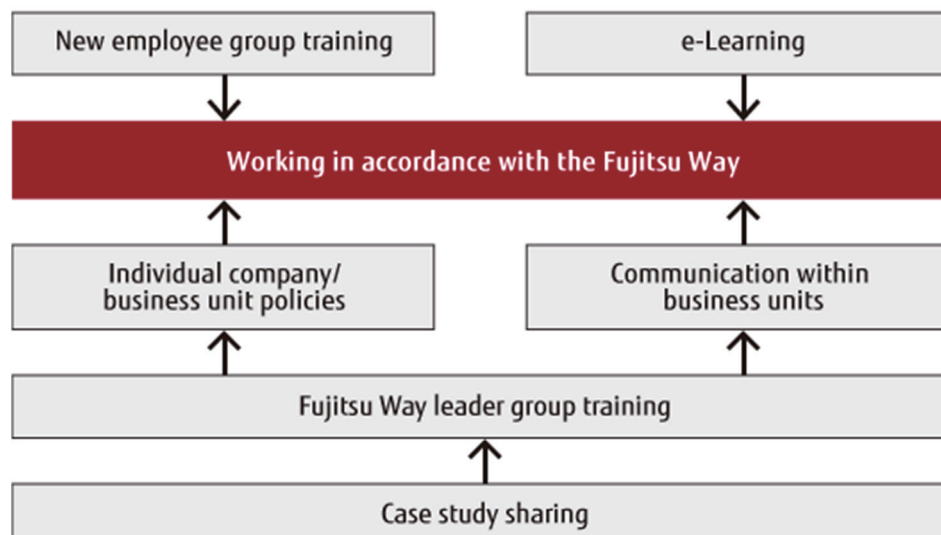 New employee group training
e-Learning
Working in accordance with the Fujitsu Way
Individual company/
business unit policies
Communication within
business units
Fujitsu Way leader group training
Case study sharing